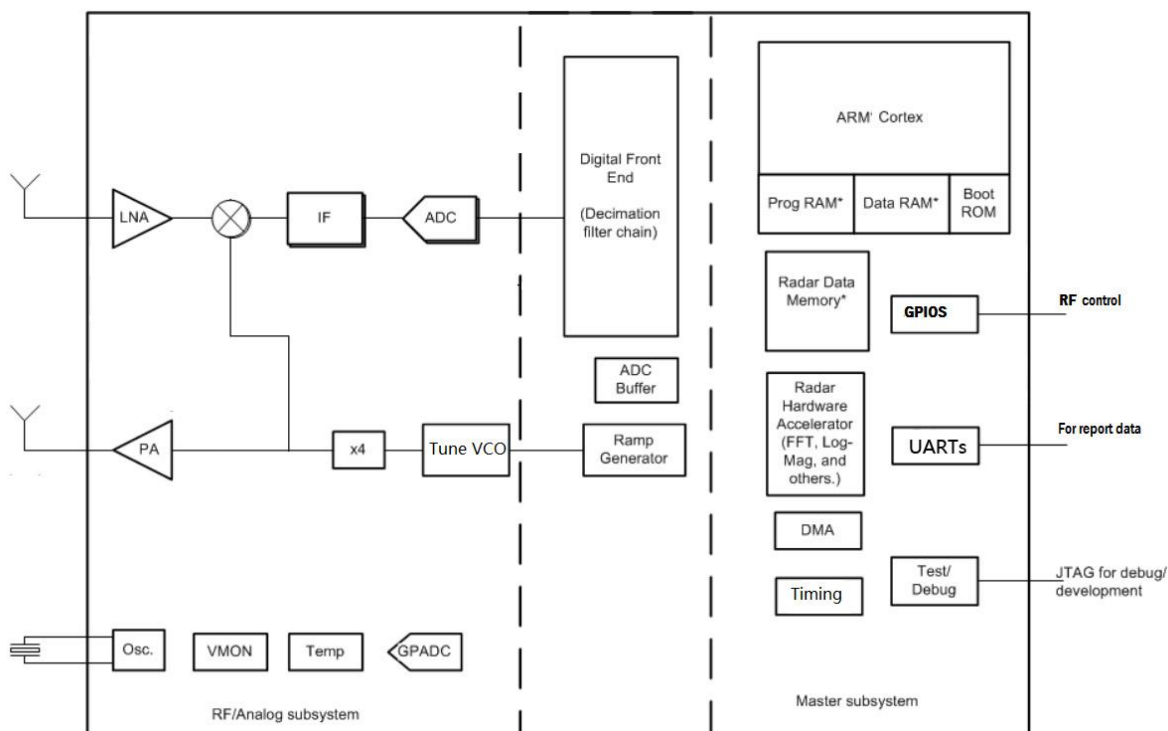 ARM' Cortex
Prog RAM*
Data RAM*
Boot
ROM
Digital Front
End
(Decimation
filter chain)
LNA
IF
ADC
Radar Data
Memory*
GPIOS
RF control
ADC
Buffer
Radar
Hardware
Accelerator
(FFT, Log-
Mag, and
others.)
PA
x4
Tune VCO
Ramp
Generator
UARTs
For report data
DMA
Timing
Test/
Debug
JTAG for debug/
development
Osc.
VMON
Temp
GPADC
RF/Analog subsystem
Master subsystem